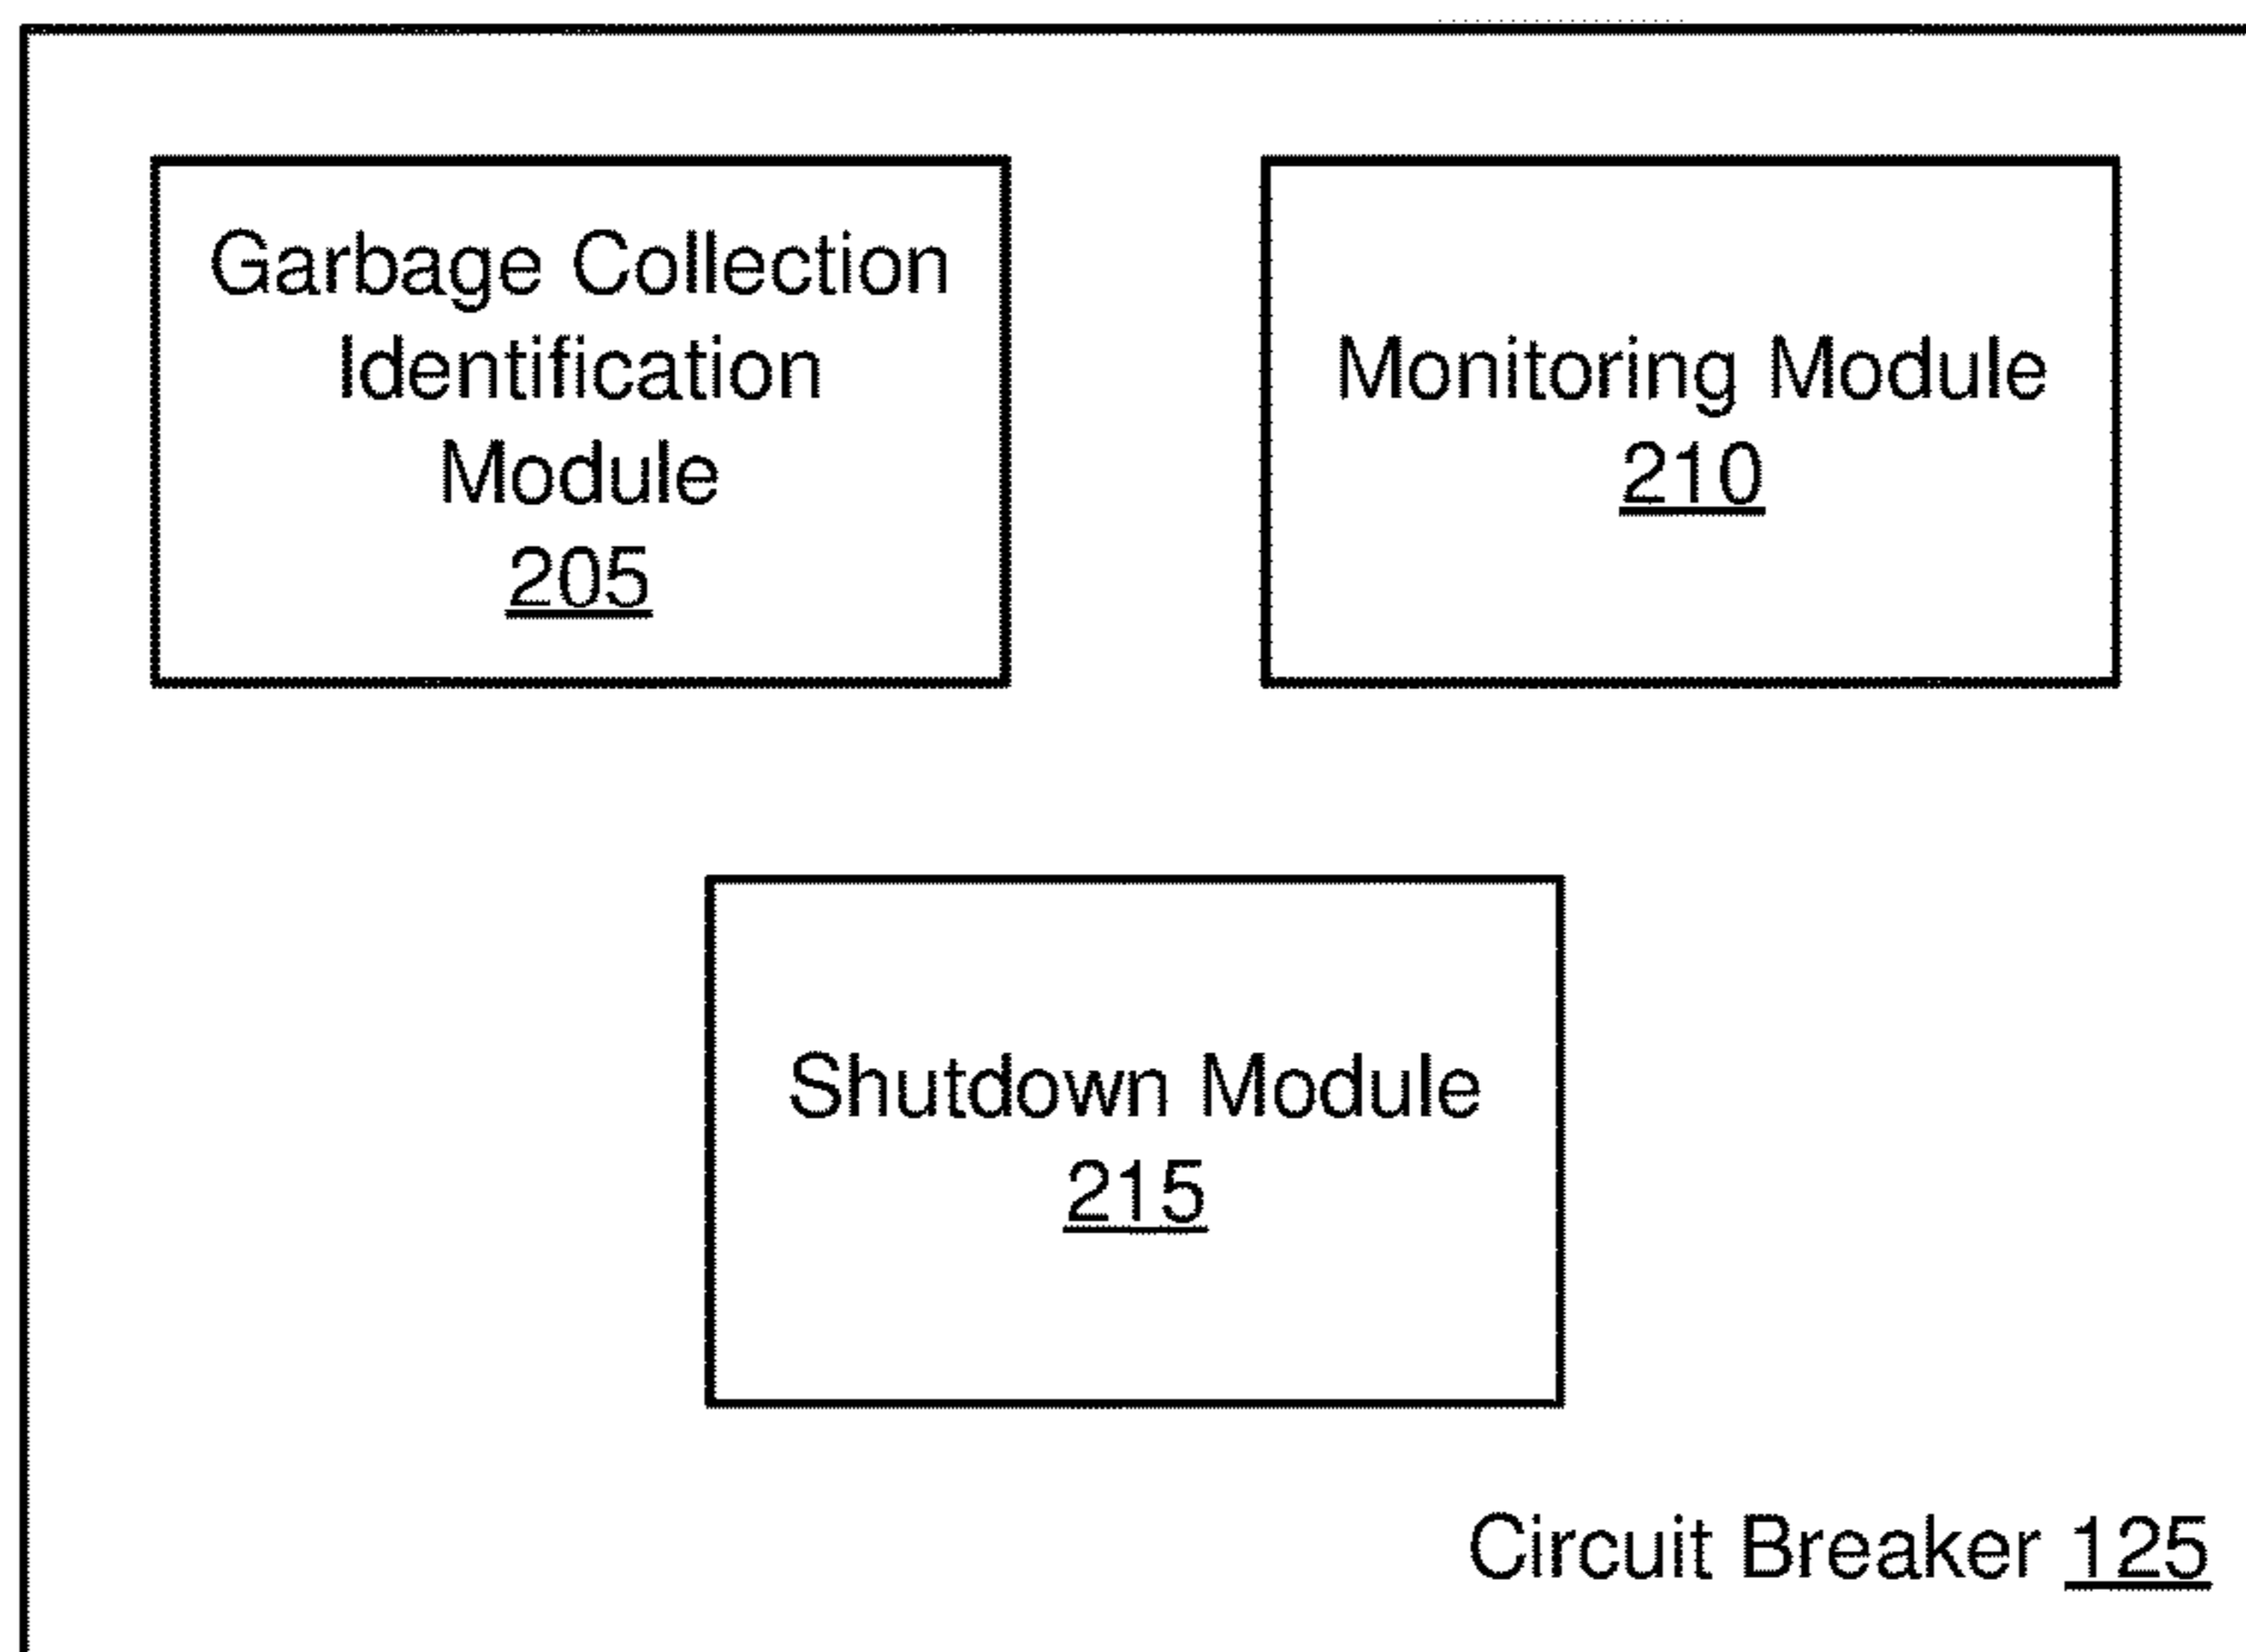 Garbage Collection
Identification
Module
205
Monitoring Module
210
Shutdown Module
215
Circuit Breaker 125